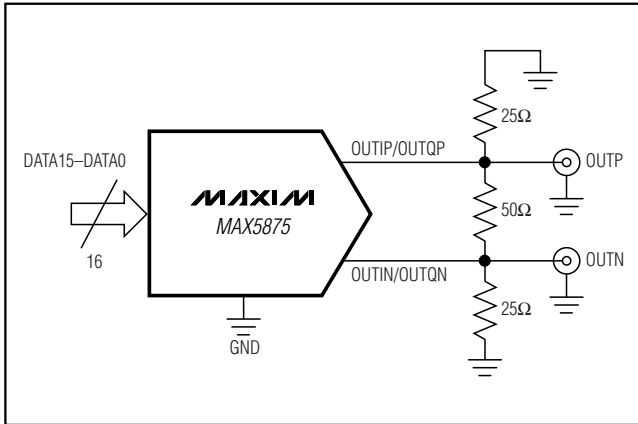 25Ω
OUTIP/OUTQP
OUTP
DATA15–DATA0
MAXIM
MAX5875
50Ω
16
OUTIN/OUTQN
OUTN
25Ω
GND